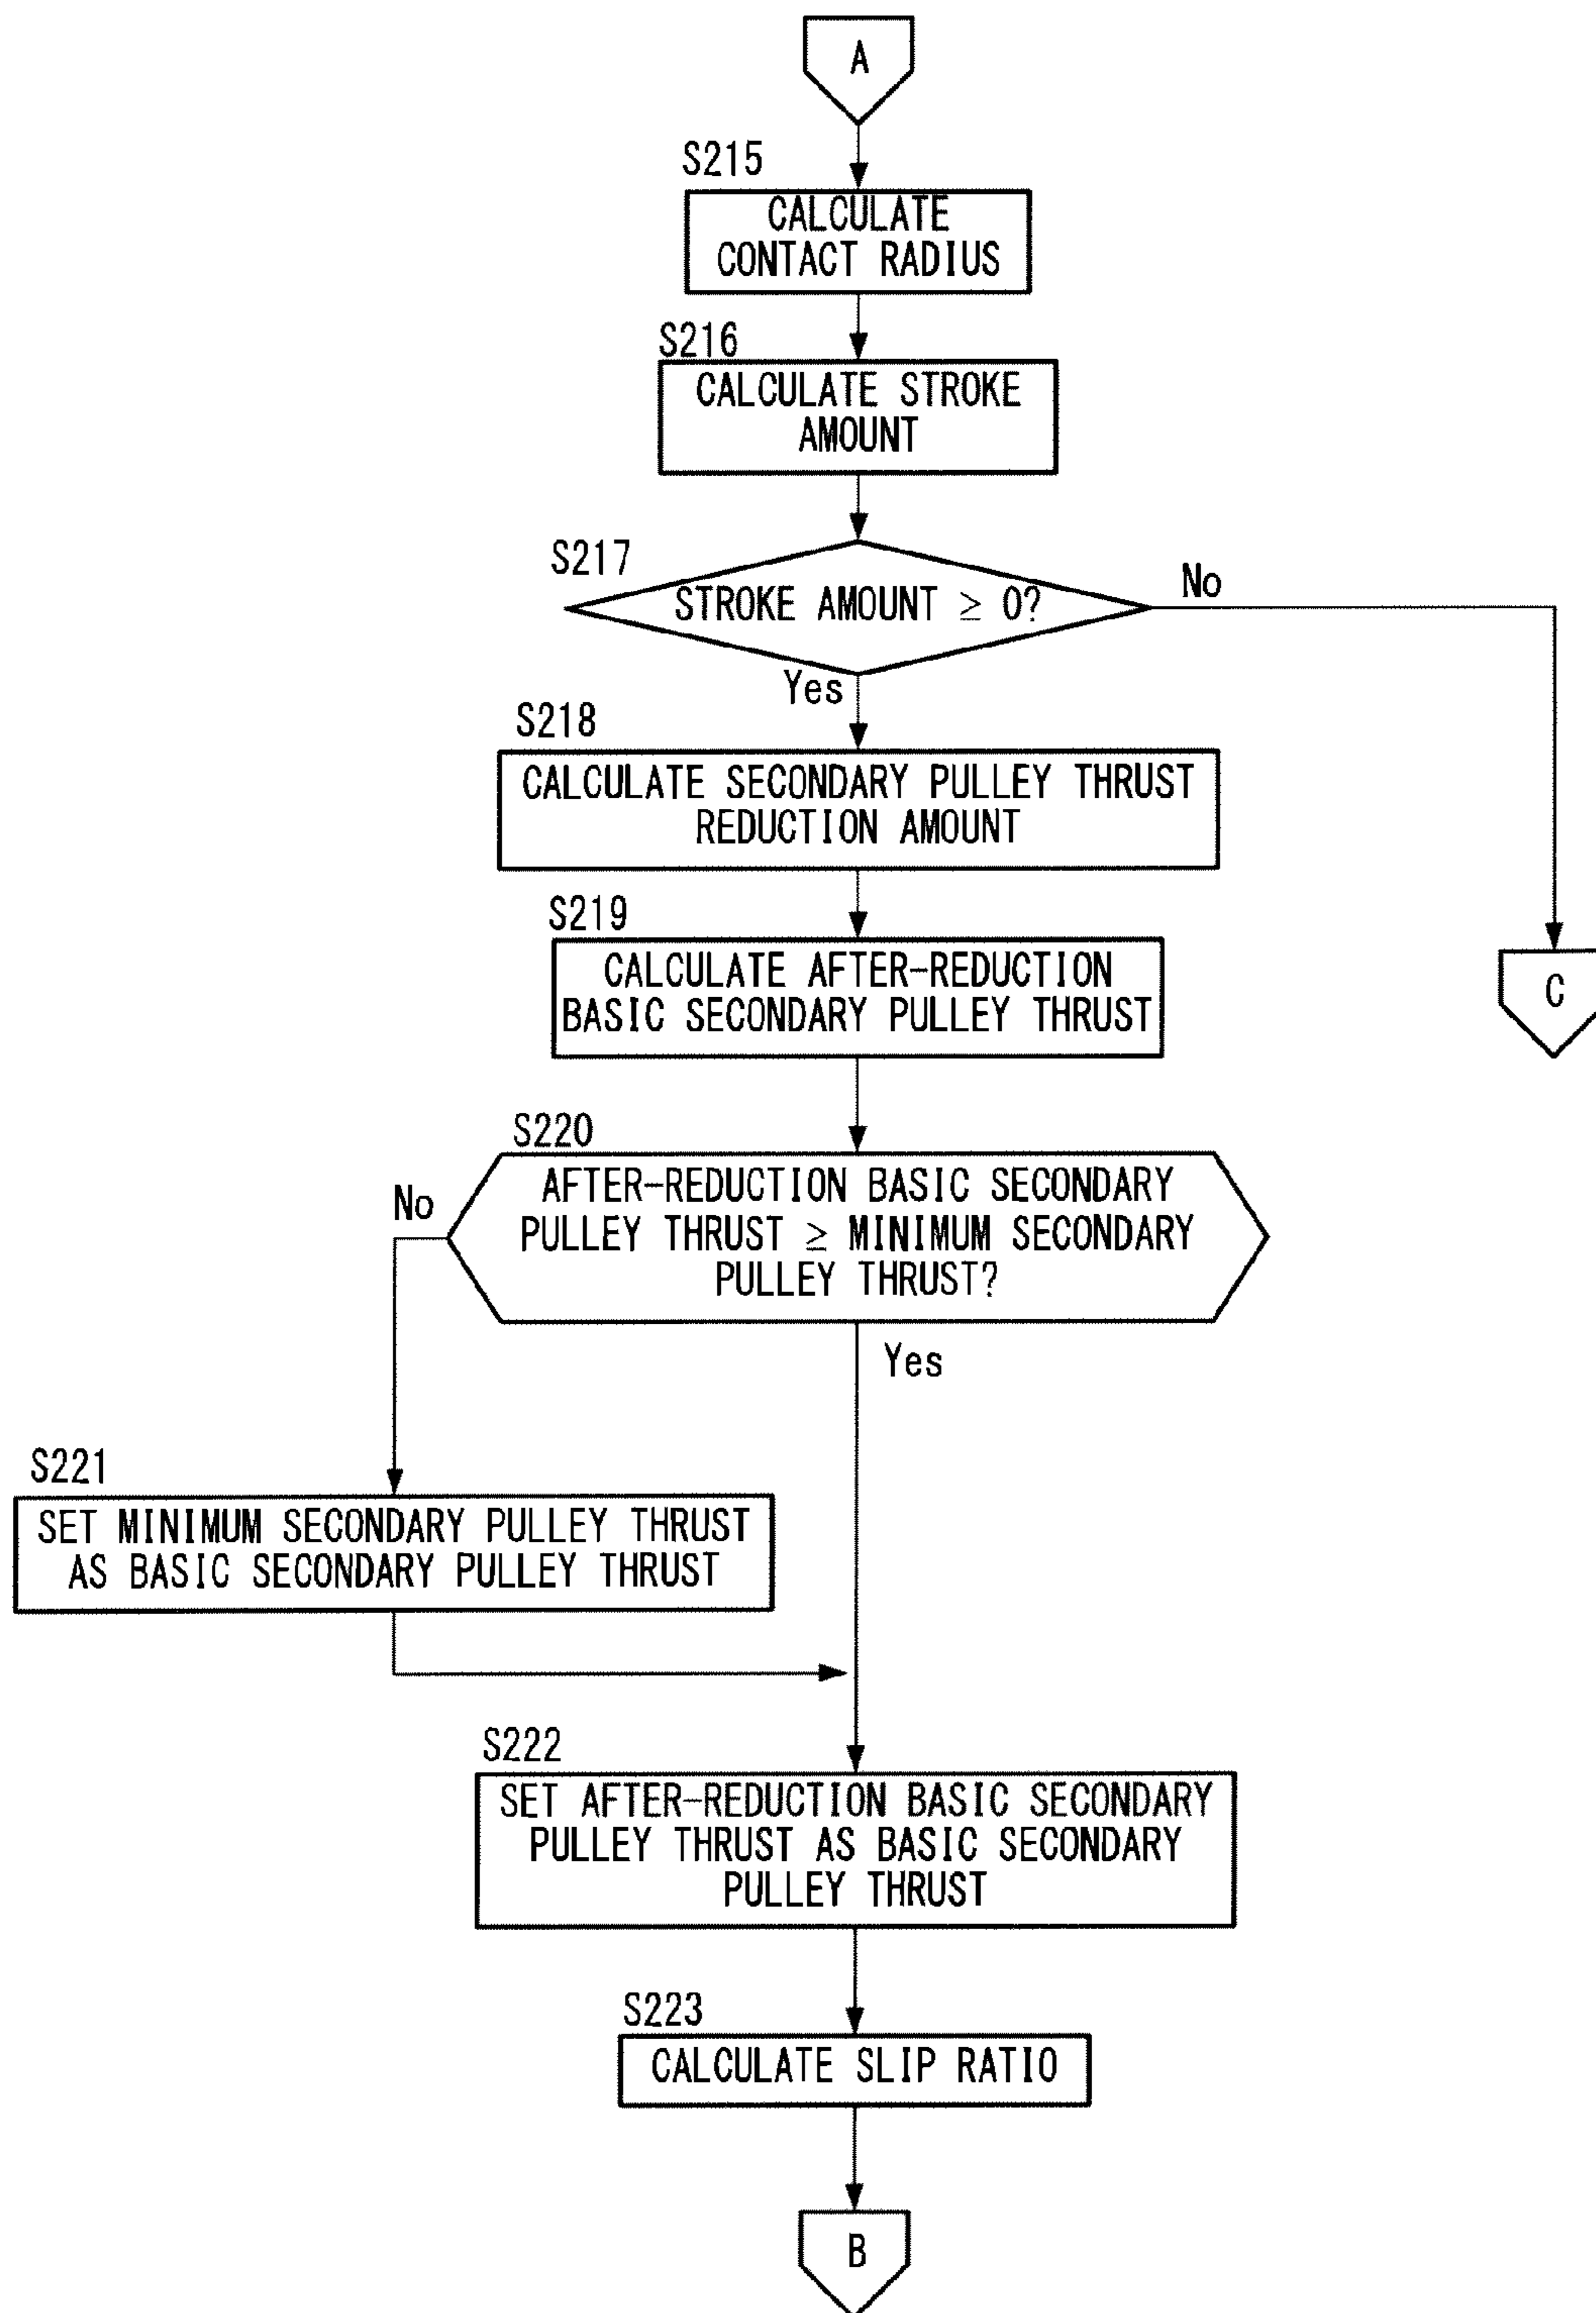 A
S215
CALCULATE
CONTACT RADIUS
S216
CALCULATE STROKE
AMOUNT
S217
STROKE AMOUNT ≥ 0?
No
Yes
S218
CALCULATE SECONDARY PULLEY THRUST
REDUCTION AMOUNT
S219
CALCULATE AFTER-REDUCTION
BASIC SECONDARY PULLEY THRUST
C
S220
AFTER-REDUCTION BASIC SECONDARY
PULLEY THRUST ≥ MINIMUM SECONDARY
PULLEY THRUST?
No
Yes
S221
SET MINIMUM SECONDARY PULLEY THRUST
AS BASIC SECONDARY PULLEY THRUST
S222
SET AFTER-REDUCTION BASIC SECONDARY
PULLEY THRUST AS BASIC SECONDARY
PULLEY THRUST
S223
CALCULATE SLIP RATIO
B